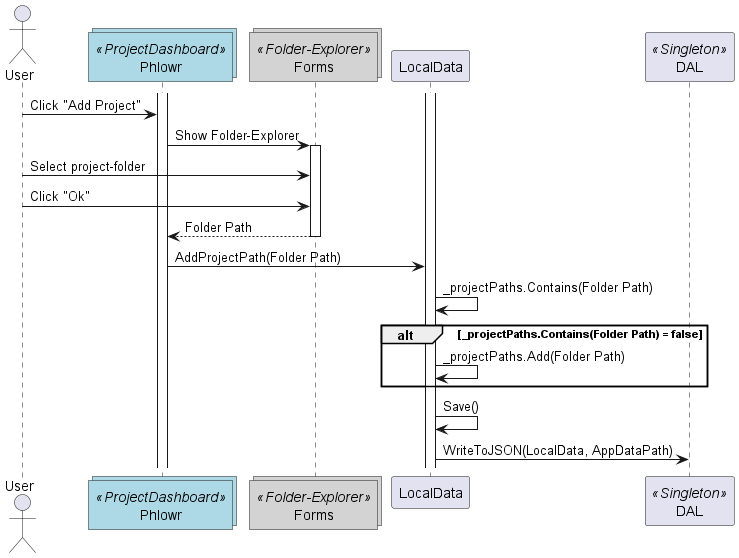 User
«ProjectDashboard»
Phlowr
«Folder-Explorer»
Forms
LocalData
«Singleton»
DAL
Click "Add Project"
Show Folder-Explorer
Select project-folder
Click "Ok"
Folder Path
AddProjectPath(Folder Path)
_projectPaths.Contains(Folder Path)
alt [_projectPaths.Contains(Folder Path) = false]
_projectPaths.Add(Folder Path)
Save()
WriteToJSON(LocalData, AppDataPath)
User
«ProjectDashboard»
Phlowr
«Folder-Explorer»
Forms
LocalData
«Singleton»
DAL